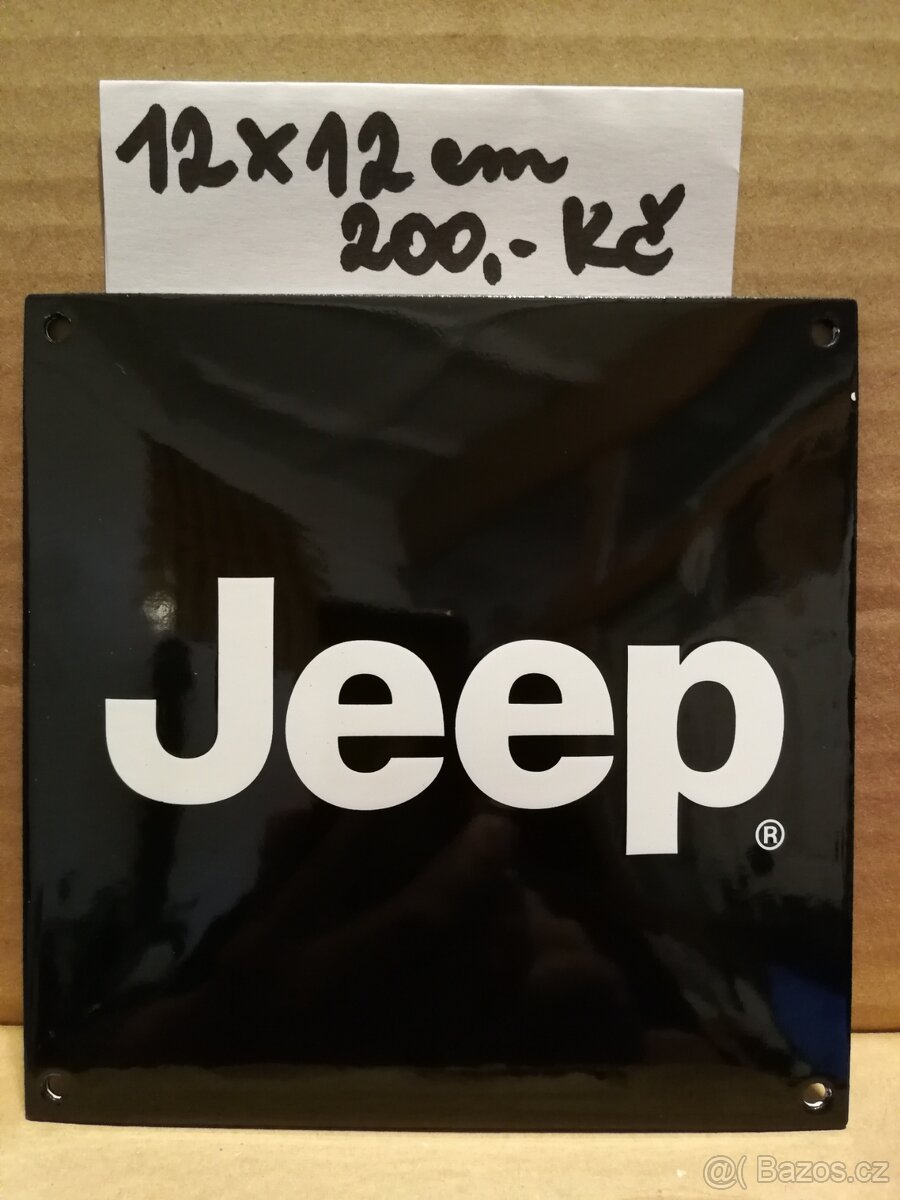 12x12 cm
200,- Kč
Jeep
®
@( Bazos.cz